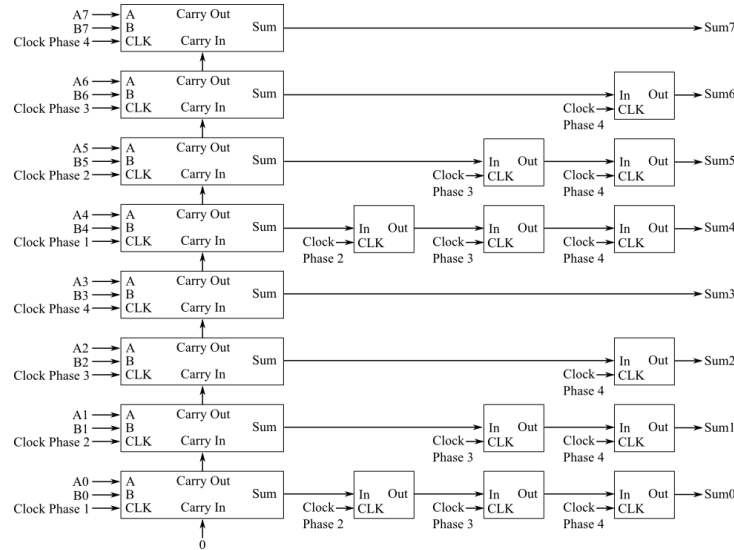 A7 A Carry Out
B7 B Sum Sum7
Clock Phase 4 CLK Carry In
A6 A Carry Out
B6 B Sum In Out Sum6
Clock Phase 3 CLK Carry In Clock CLK
Phase 4
A5 A Carry Out
B5 B Sum In Out In Out Sum5
Clock Phase 2 CLK Carry In Clock CLK Clock CLK
Phase 3 Phase 4
A4 A Carry Out
B4 B Sum In Out In Out In Out Sum4
Clock Phase 1 CLK Carry In Clock CLK Clock CLK Clock CLK
Phase 2 Phase 3 Phase 4
A3 A Carry Out
B3 B Sum Sum3
Clock Phase 4 CLK Carry In
A2 A Carry Out
B2 B Sum In Out Sum2
Clock Phase 3 CLK Carry In Clock CLK
Phase 4
A1 A Carry Out
B1 B Sum In Out In Out Sum1
Clock Phase 2 CLK Carry In Clock CLK Clock CLK
Phase 3 Phase 4
A0 A Carry Out
B0 B Sum In Out In Out In Out Sum0
Clock Phase 1 CLK Carry In Clock CLK Clock CLK Clock CLK
Phase 2 Phase 3 Phase 4
0